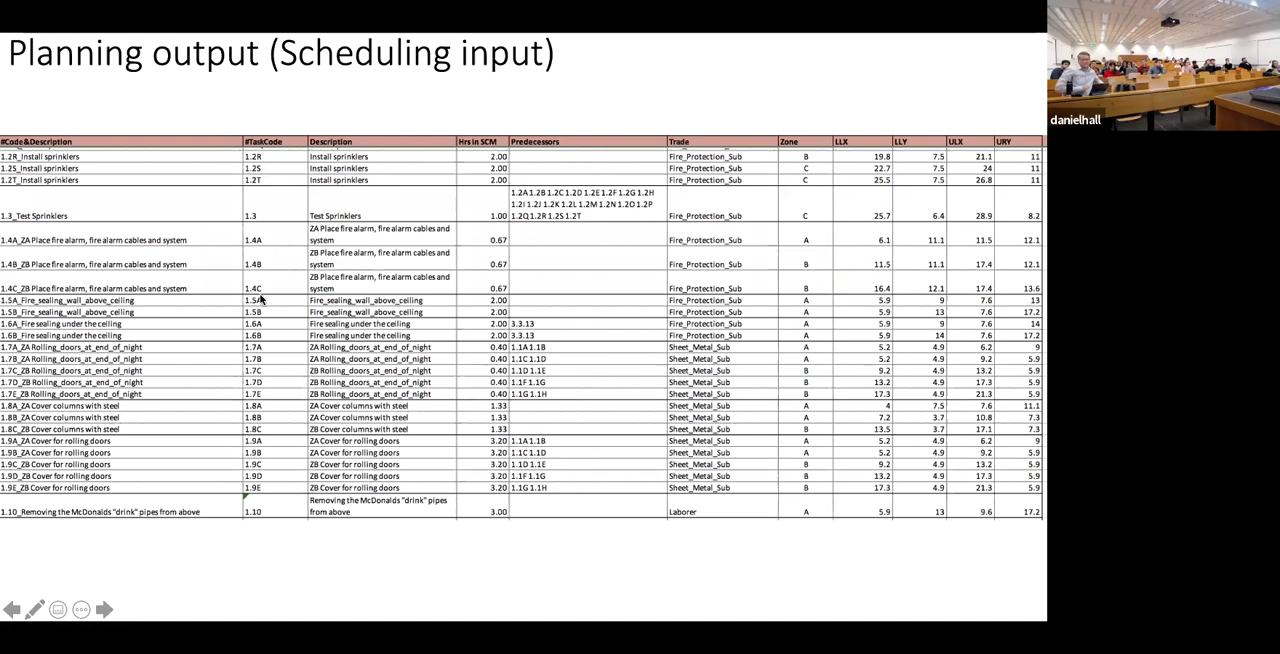 Planning output (Scheduling input)
danielhall
#Code&Description #TaskCode Description Hrs in SCM Predecessors Trade Zone LLX LLY ULX URY
1.2R_Install sprinklers 1.2R Install sprinklers 2.00 Fire_Protection_Sub B 19.8 7.5 21.1 11
1.2S_Install sprinklers 1.2S Install sprinklers 2.00 Fire_Protection_Sub C 22.7 7.5 24 11
1.2T_Install sprinklers 1.2T Install sprinklers 2.00 Fire_Protection_Sub C 25.5 7.5 26.8 11
1.2A 1.2B 1.2C 1.2D 1.2E 1.2F 1.2G 1.2H
1.2I 1.2J 1.2K 1.2L 1.2M 1.2N 1.2O 1.2P
1.3_Test Sprinklers 1.3 Test Sprinklers 1.00 1.2Q 1.2R 1.2S 1.2T Fire_Protection_Sub C 25.7 6.4 28.9 8.2
ZA Place fire alarm, fire alarm cables and
1.4A_ZA Place fire alarm, fire alarm cables and system 1.4A system 0.67 Fire_Protection_Sub A 6.1 11.1 11.5 12.1
ZB Place fire alarm, fire alarm cables and
1.4B_ZB Place fire alarm, fire alarm cables and system 1.4B system 0.67 Fire_Protection_Sub B 11.5 11.1 17.4 12.1
ZB Place fire alarm, fire alarm cables and
1.4C_ZB Place fire alarm, fire alarm cables and system 1.4C system 0.67 Fire_Protection_Sub B 16.4 12.1 17.4 13.6
1.5A_Fire_sealing_wall_above_ceiling 1.5A Fire_sealing_wall_above_ceiling 2.00 Fire_Protection_Sub A 5.9 9 7.6 13
1.5B_Fire_sealing_wall_above_ceiling 1.5B Fire_sealing_wall_above_ceiling 2.00 Fire_Protection_Sub A 5.9 13 7.6 17.2
1.6A_Fire sealing under the ceiling 1.6A Fire sealing under the ceiling 2.00 3.3.13 Fire_Protection_Sub A 5.9 9 7.6 14
1.6B_Fire sealing under the ceiling 1.6B Fire sealing under the ceiling 2.00 3.3.13 Fire_Protection_Sub A 5.9 14 7.6 17.2
1.7A_ZA Rolling_doors_at_end_of_night 1.7A ZA Rolling_doors_at_end_of_night 0.40 1.1A 1.1B Sheet_Metal_Sub A 5.2 4.9 6.2 9
1.7B_ZA Rolling_doors_at_end_of_night 1.7B ZA Rolling_doors_at_end_of_night 0.40 1.1C 1.1D Sheet_Metal_Sub A 5.2 4.9 9.2 5.9
1.7C_ZB Rolling_doors_at_end_of_night 1.7C ZB Rolling_doors_at_end_of_night 0.40 1.1D 1.1E Sheet_Metal_Sub B 9.2 4.9 13.2 5.9
1.7D_ZB Rolling_doors_at_end_of_night 1.7D ZB Rolling_doors_at_end_of_night 0.40 1.1F 1.1G Sheet_Metal_Sub B 13.2 4.9 17.3 5.9
1.7E_ZB Rolling_doors_at_end_of_night 1.7E ZB Rolling_doors_at_end_of_night 0.40 1.1G 1.1H Sheet_Metal_Sub B 17.3 4.9 21.3 5.9
1.8A_ZA Cover columns with steel 1.8A ZA Cover columns with steel 1.33 Sheet_Metal_Sub A 4 7.5 7.6 11.1
1.8B_ZA Cover columns with steel 1.8B ZA Cover columns with steel 1.33 Sheet_Metal_Sub A 7.2 3.7 10.8 7.3
1.8C_ZB Cover columns with steel 1.8C ZB Cover columns with steel 1.33 Sheet_Metal_Sub B 13.5 3.7 17.1 7.3
1.9A_ZA Cover for rolling doors 1.9A ZA Cover for rolling doors 3.20 1.1A 1.1B Sheet_Metal_Sub A 5.2 4.9 6.2 9
1.9B_ZA Cover for rolling doors 1.9B ZA Cover for rolling doors 3.20 1.1C 1.1D Sheet_Metal_Sub A 5.2 4.9 9.2 5.9
1.9C_ZB Cover for rolling doors 1.9C ZB Cover for rolling doors 3.20 1.1D 1.1E Sheet_Metal_Sub B 9.2 4.9 13.2 5.9
1.9D_ZB Cover for rolling doors 1.9D ZB Cover for rolling doors 3.20 1.1F 1.1G Sheet_Metal_Sub B 13.2 4.9 17.3 5.9
1.9E_ZB Cover for rolling doors 1.9E ZB Cover for rolling doors 3.20 1.1G 1.1H Sheet_Metal_Sub B 17.3 4.9 21.3 5.9
Removing the McDonalds "drink" pipes
1.10_Removing the McDonalds "drink" pipes from above 1.10 from above 3.00 Laborer A 5.9 13 9.6 17.2